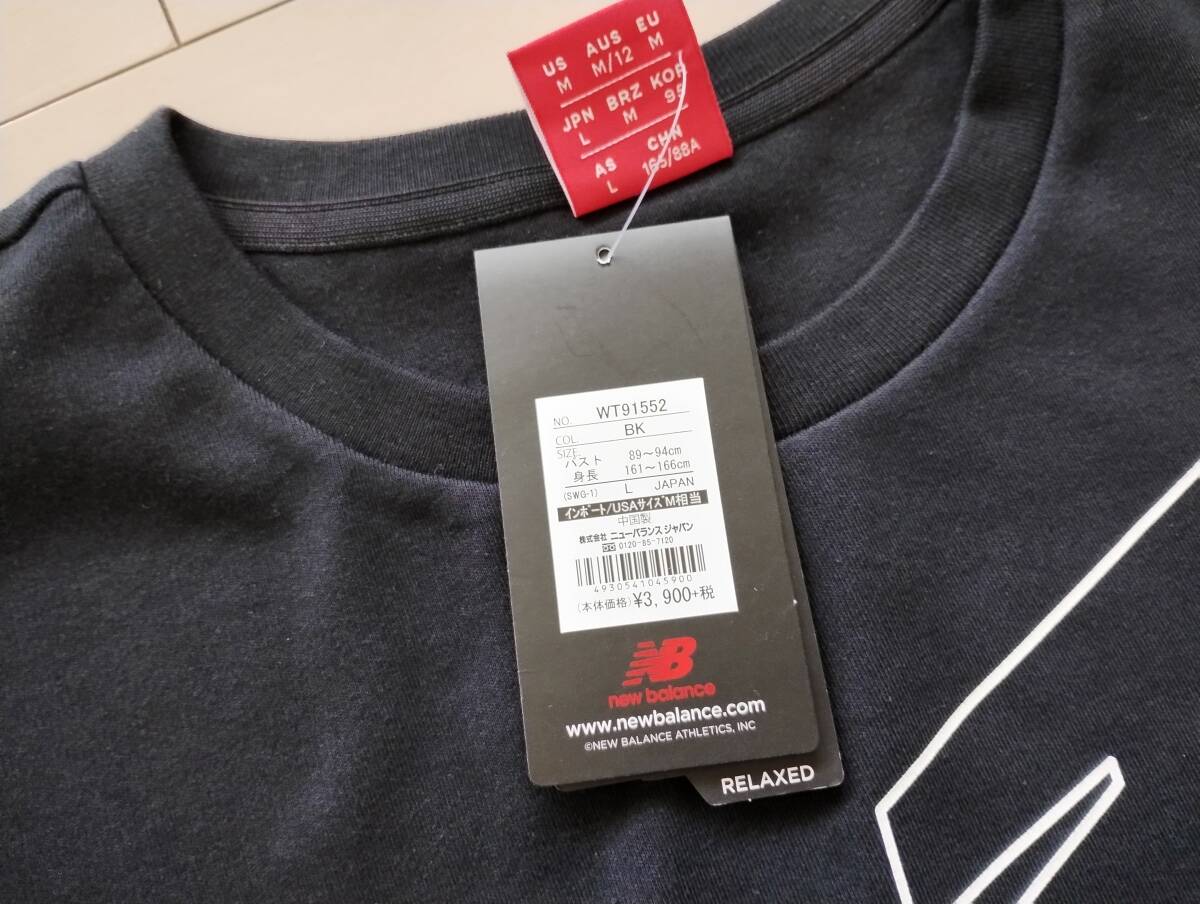 US AUS EU
M M/12 M
JPN BRZ KOR
L M 95
AS CHN
L 165/88A
NO. WT91552
COL. BK
SIZE.
バスト 89~94cm
身長 161~166cm
(SWG-1) L JAPAN
インポート/USAサイズM相当
中国製
株式会社 ニューバランス ジャパン
0120-85-7120
4930541045900
(本体価格)¥3,900+税
NB
new balance
www.newbalance.com
©NEW BALANCE ATHLETICS, INC
RELAXED